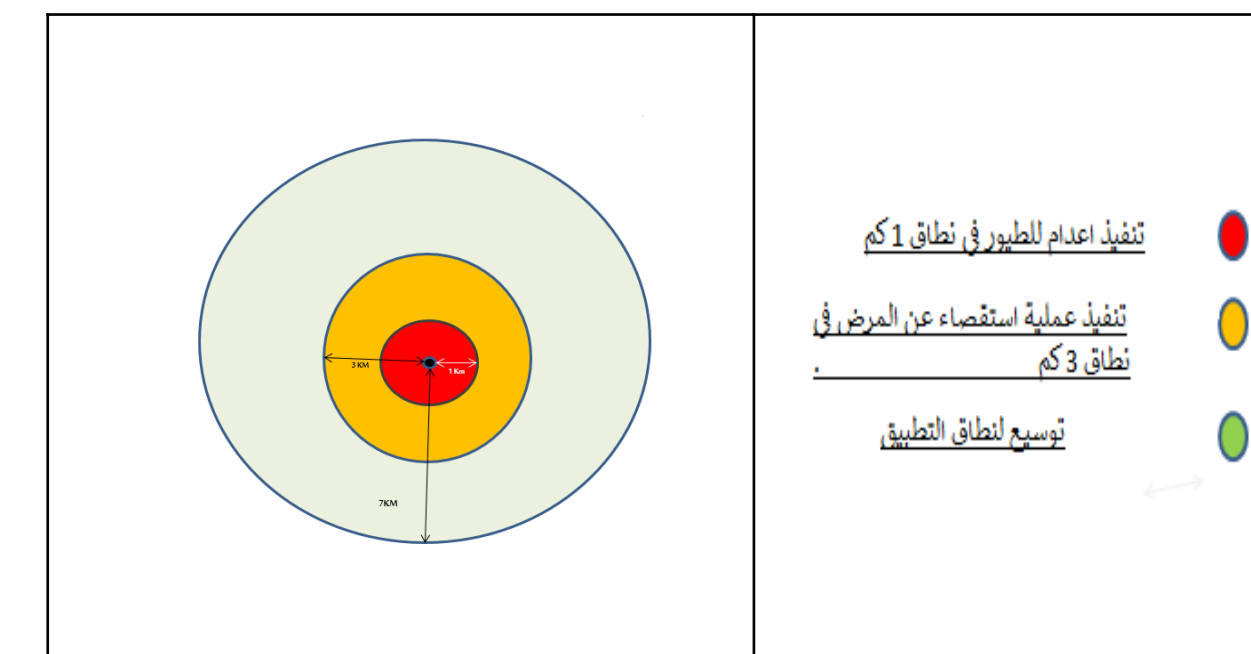 3 KM
1 Km
7KM
تنفيذ اعدام للطيور في نطاق 1 كم
تنفيذ عملية استقصاء عن المرض في
نطاق 3 كم .
توسيع لنطاق التطبيق